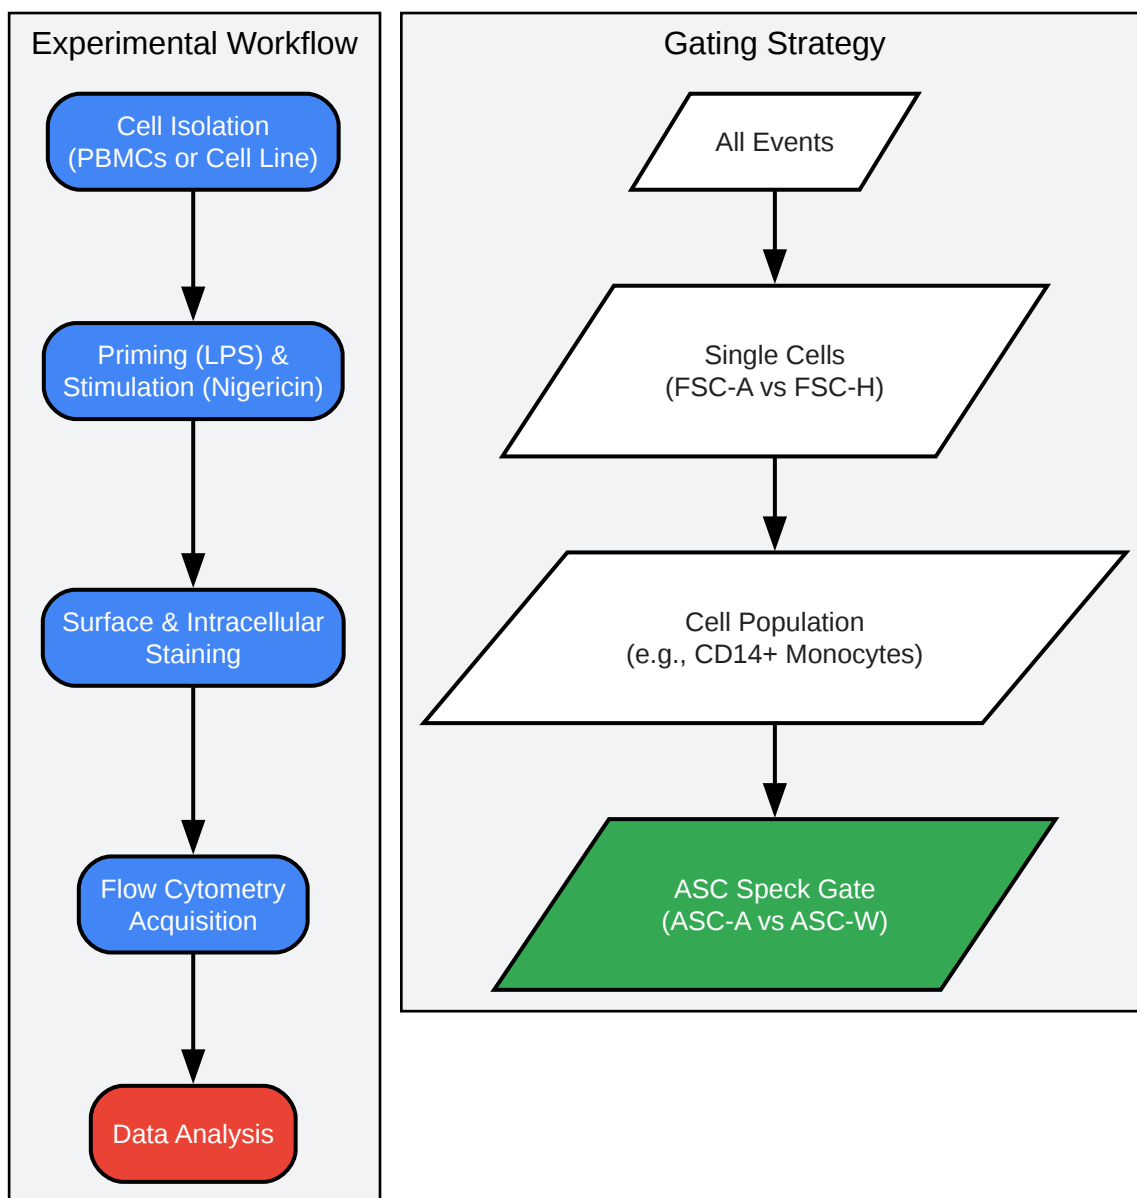 Experimental Workflow
Cell Isolation
(PBMCs or Cell Line)
Priming (LPS) &
Stimulation (Nigericin)
Surface & Intracellular
Staining
Flow Cytometry
Acquisition
Data Analysis
Gating Strategy
All Events
Single Cells
(FSC-A vs FSC-H)
Cell Population
(e.g., CD14+ Monocytes)
ASC Speck Gate
(ASC-A vs ASC-W)